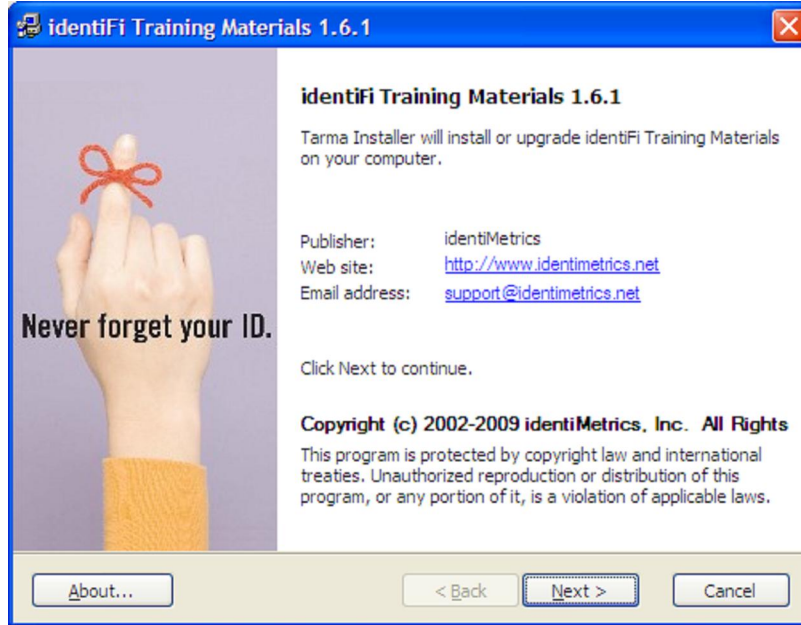 identiFi Training Materials 1.6.1
identiFi Training Materials 1.6.1
Tarma Installer will install or upgrade identiFi Training Materials
on your computer.
Publisher: identiMetrics
Web site: http://www.identimetrics.net
Email address: support@identimetrics.net
Never forget your ID.
Click Next to continue.
Copyright (c) 2002-2009 identiMetrics, Inc. All Rights
This program is protected by copyright law and international
treaties. Unauthorized reproduction or distribution of this
program, or any portion of it, is a violation of applicable laws.
About... < Back Next > Cancel